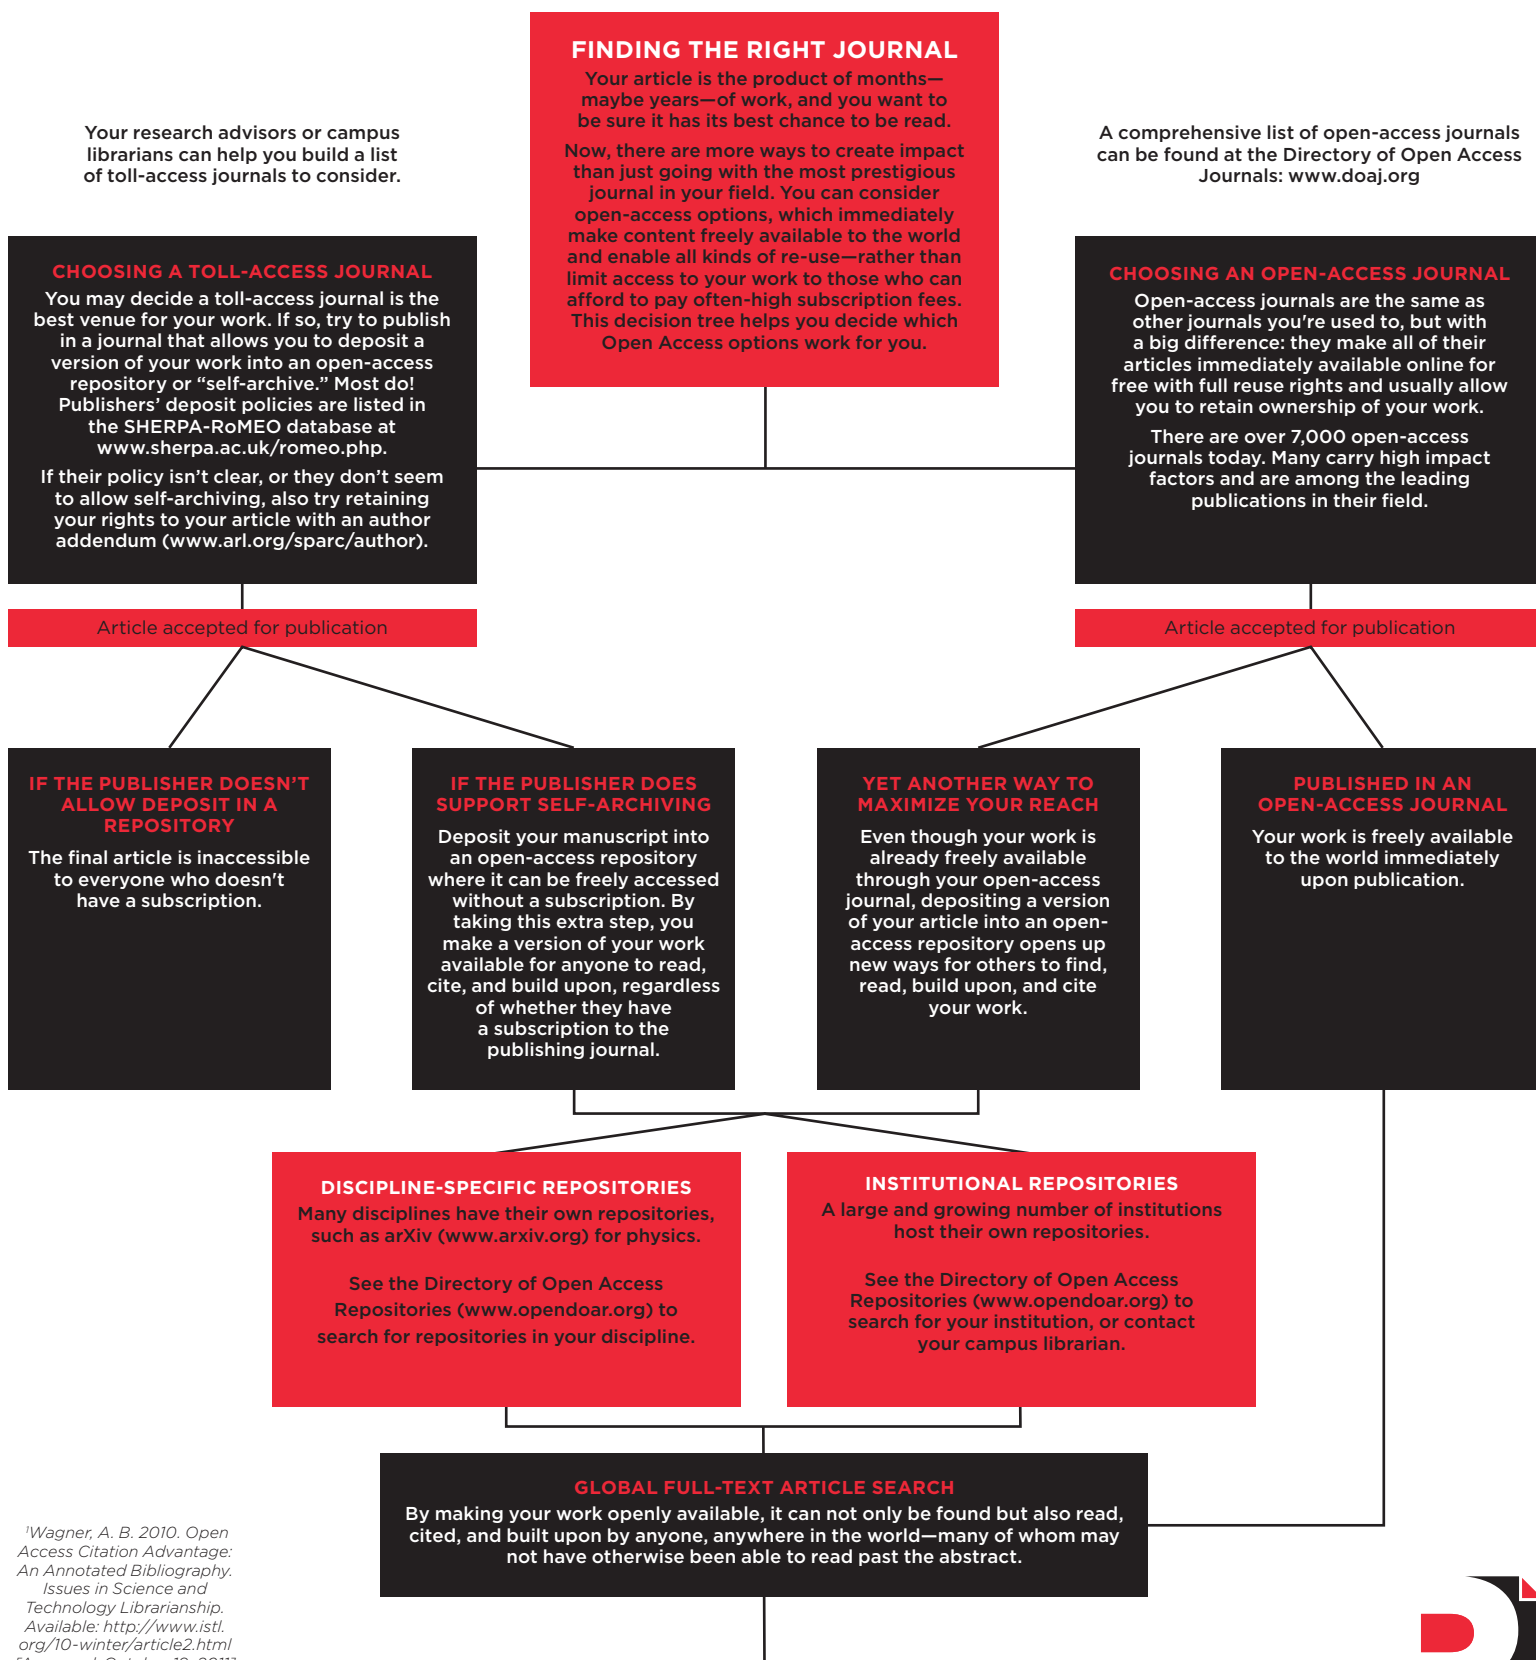 FINDING THE RIGHT JOURNAL
Your article is the product of months—
maybe years—of work, and you want to
be sure it has its best chance to be read.
Now, there are more ways to create impact
than just going with the most prestigious
journal in your field. You can consider
open-access options, which immediately
make content freely available to the world
and enable all kinds of re-use—rather than
limit access to your work to those who can
afford to pay often-high subscription fees.
This decision tree helps you decide which
Open Access options work for you.
Your research advisors or campus
librarians can help you build a list
of toll-access journals to consider.
A comprehensive list of open-access journals
can be found at the Directory of Open Access
Journals: www.doaj.org
CHOOSING A TOLL-ACCESS JOURNAL
You may decide a toll-access journal is the
best venue for your work. If so, try to publish
in a journal that allows you to deposit a
version of your work into an open-access
repository or “self-archive.” Most do!
Publishers’ deposit policies are listed in
the SHERPA-RoMEO database at
www.sherpa.ac.uk/romeo.php.
If their policy isn’t clear, or they don’t seem
to allow self-archiving, also try retaining
your rights to your article with an author
addendum (www.arl.org/sparc/author).
CHOOSING AN OPEN-ACCESS JOURNAL
Open-access journals are the same as
other journals you're used to, but with
a big difference: they make all of their
articles immediately available online for
free with full reuse rights and usually allow
you to retain ownership of your work.
There are over 7,000 open-access
journals today. Many carry high impact
factors and are among the leading
publications in their field.
Article accepted for publication
Article accepted for publication
IF THE PUBLISHER DOESN’T
ALLOW DEPOSIT IN A
REPOSITORY
The final article is inaccessible
to everyone who doesn't
have a subscription.
IF THE PUBLISHER DOES
SUPPORT SELF-ARCHIVING
Deposit your manuscript into
an open-access repository
where it can be freely accessed
without a subscription. By
taking this extra step, you
make a version of your work
available for anyone to read,
cite, and build upon, regardless
of whether they have
a subscription to the
publishing journal.
YET ANOTHER WAY TO
MAXIMIZE YOUR REACH
Even though your work is
already freely available
through your open-access
journal, depositing a version
of your article into an open-
access repository opens up
new ways for others to find,
read, build upon, and cite
your work.
PUBLISHED IN AN
OPEN-ACCESS JOURNAL
Your work is freely available
to the world immediately
upon publication.
DISCIPLINE-SPECIFIC REPOSITORIES
Many disciplines have their own repositories,
such as arXiv (www.arxiv.org) for physics.
See the Directory of Open Access
Repositories (www.opendoar.org) to
search for repositories in your discipline.
INSTITUTIONAL REPOSITORIES
A large and growing number of institutions
host their own repositories.
See the Directory of Open Access
Repositories (www.opendoar.org) to
search for your institution, or contact
your campus librarian.
GLOBAL FULL-TEXT ARTICLE SEARCH
By making your work openly available, it can not only be found but also read,
cited, and built upon by anyone, anywhere in the world—many of whom may
not have otherwise been able to read past the abstract.
¹Wagner, A. B. 2010. Open
Access Citation Advantage:
An Annotated Bibliography.
Issues in Science and
Technology Librarianship.
Available: http://www.istl.
org/10-winter/article2.html